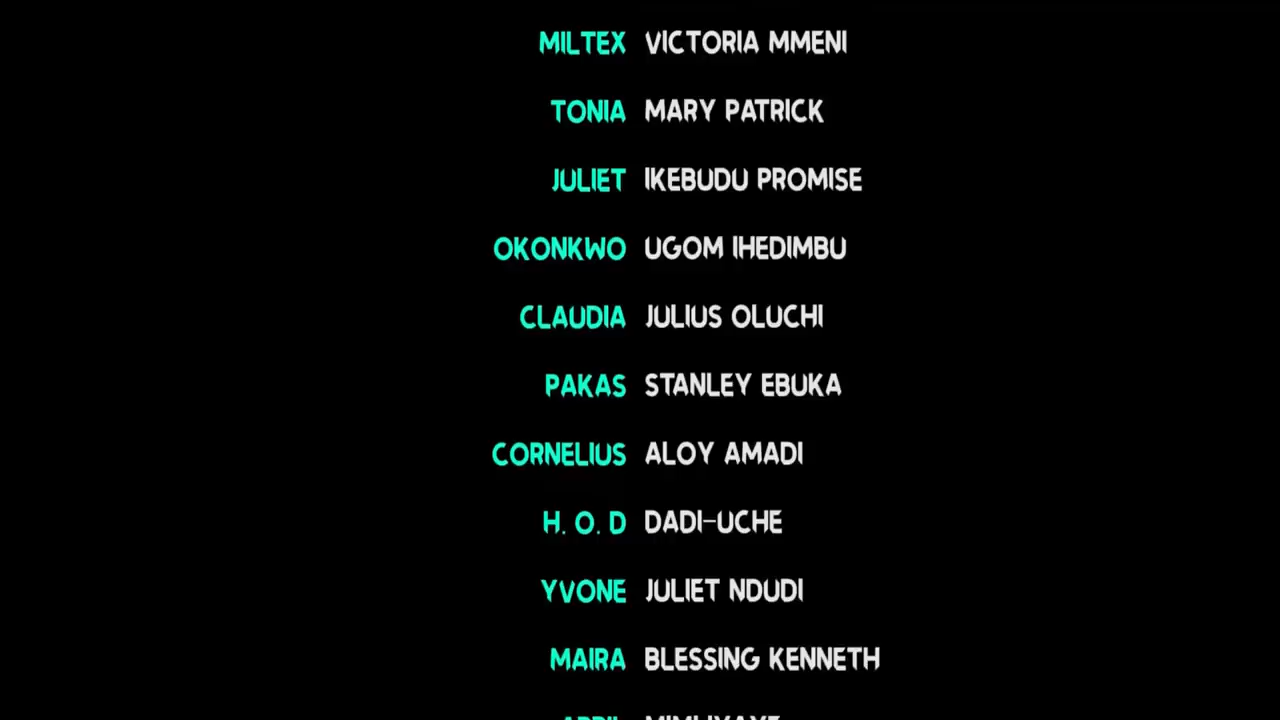 MILTEX VICTORIA MMENI
TONIA MARY PATRICK
JULIET IKEBUDU PROMISE
OKONKWO UGOM IHEDIMBU
CLAUDIA JULIUS OLUCHI
PAKAS STANLEY EBUKA
CORNELIUS ALOY AMADI
H. O. D DADI-UCHE
YVONE JULIET NDUDI
MAIRA BLESSING KENNETH